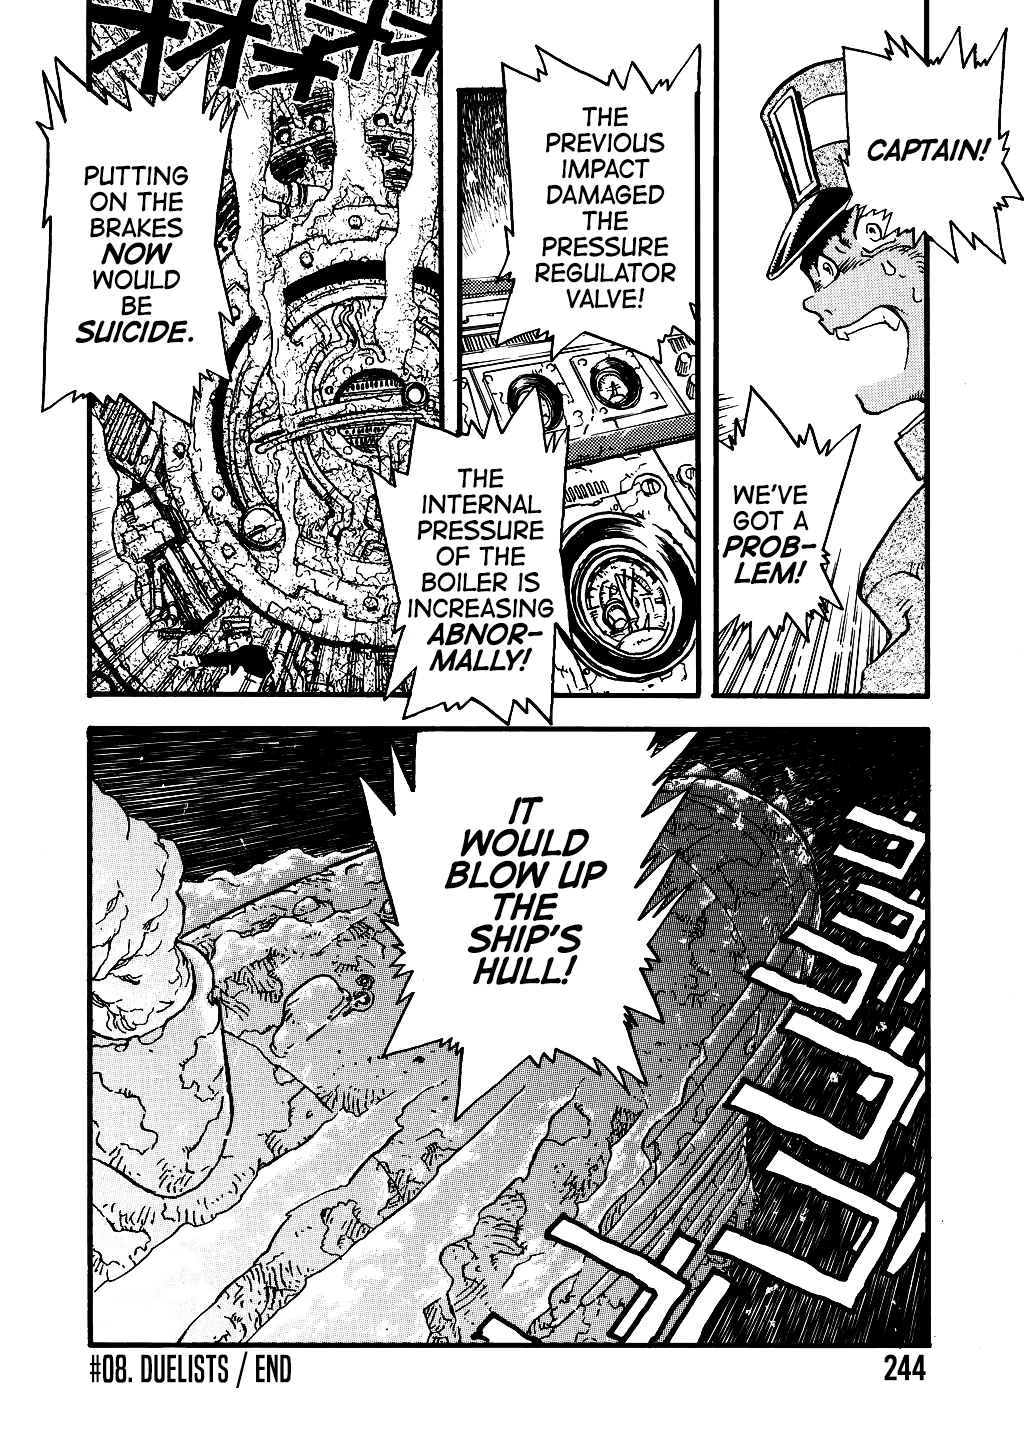 CAPTAIN!
WE'VE
GOT A
PROB-
LEM!
THE
PREVIOUS
IMPACT
DAMAGED
THE
PRESSURE
REGULATOR
VALVE!
THE
INTERNAL
PRESSURE
OF THE
BOILER IS
INCREASING
ABNOR-
MALLY!
PUTTING
ON THE
BRAKES
NOW
WOULD
BE
SUICIDE.
IT
WOULD
BLOW UP
THE
SHIP'S
HULL!
#08. DUELISTS / END
244